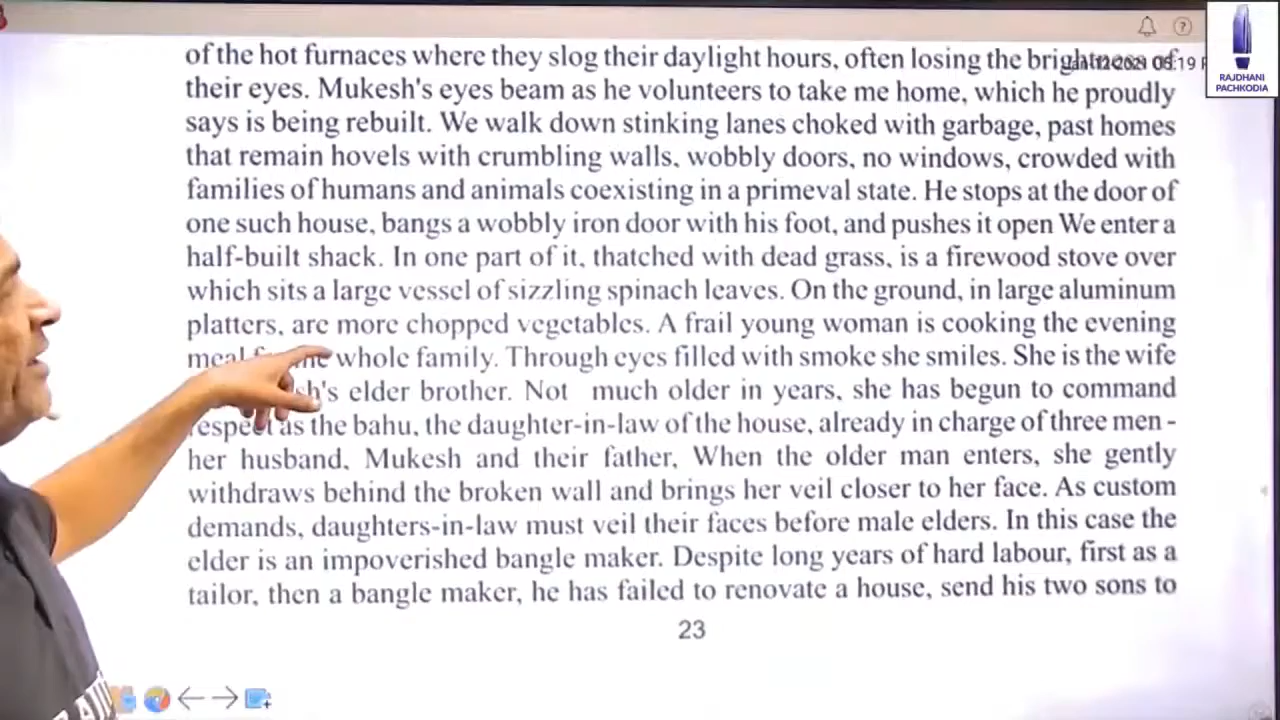 of the hot furnaces where they slog their daylight hours, often losing the brightness of
their eyes. Mukesh's eyes beam as he volunteers to take me home, which he proudly
says is being rebuilt. We walk down stinking lanes choked with garbage, past homes
that remain hovels with crumbling walls, wobbly doors, no windows, crowded with
families of humans and animals coexisting in a primeval state. He stops at the door of
one such house, bangs a wobbly iron door with his foot, and pushes it open We enter a
half-built shack. In one part of it, thatched with dead grass, is a firewood stove over
which sits a large vessel of sizzling spinach leaves. On the ground, in large aluminum
platters, are more chopped vegetables. A frail young woman is cooking the evening
meal whole family. Through eyes filled with smoke she smiles. She is the wife
elder brother. Not much older in years, she has begun to command
respect as the bahu, the daughter-in-law of the house, already in charge of three men -
her husband, Mukesh and their father, When the older man enters, she gently
withdraws behind the broken wall and brings her veil closer to her face. As custom
demands, daughters-in-law must veil their faces before male elders. In this case the
elder is an impoverished bangle maker. Despite long years of hard labour, first as a
tailor, then a bangle maker, he has failed to renovate a house, send his two sons to
23
RAJDHANI
PACHKODIA